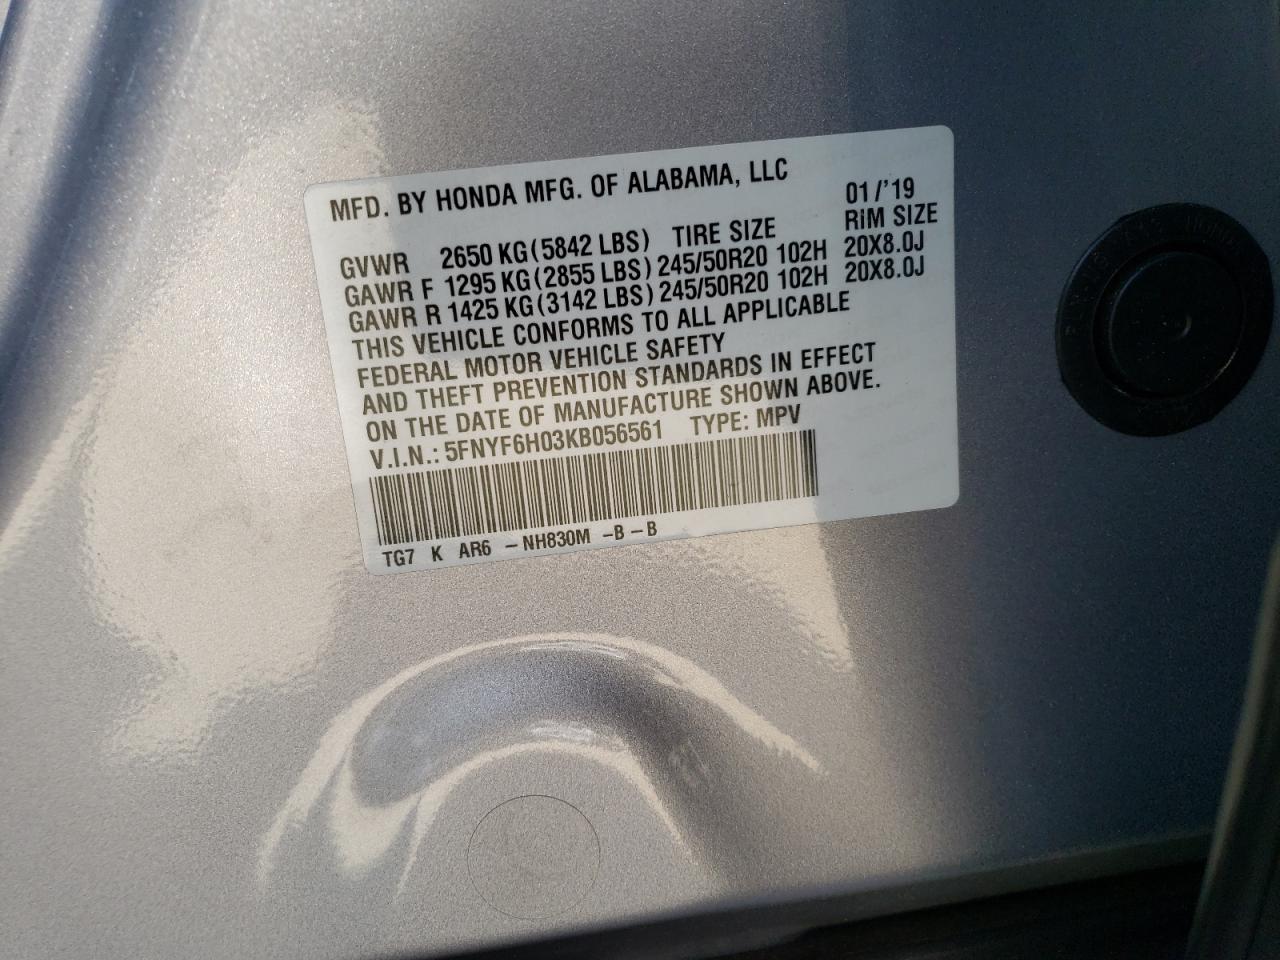 MFD. BY HONDA MFG. OF ALABAMA, LLC
01/'19
GVWR 2650 KG(5842 LBS) TIRE SIZE RIM SIZE
GAWR F 1295 KG(2855 LBS) 245/50R20 102H 20X8.0J
GAWR R 1425 KG(3142 LBS) 245/50R20 102H 20X8.0J
THIS VEHICLE CONFORMS TO ALL APPLICABLE
FEDERAL MOTOR VEHICLE SAFETY
AND THEFT PREVENTION STANDARDS IN EFFECT
ON THE DATE OF MANUFACTURE SHOWN ABOVE.
V.I.N.: 5FNYF6H03KB056561 TYPE: MPV
TG7 K AR6 –NH830M –B–B